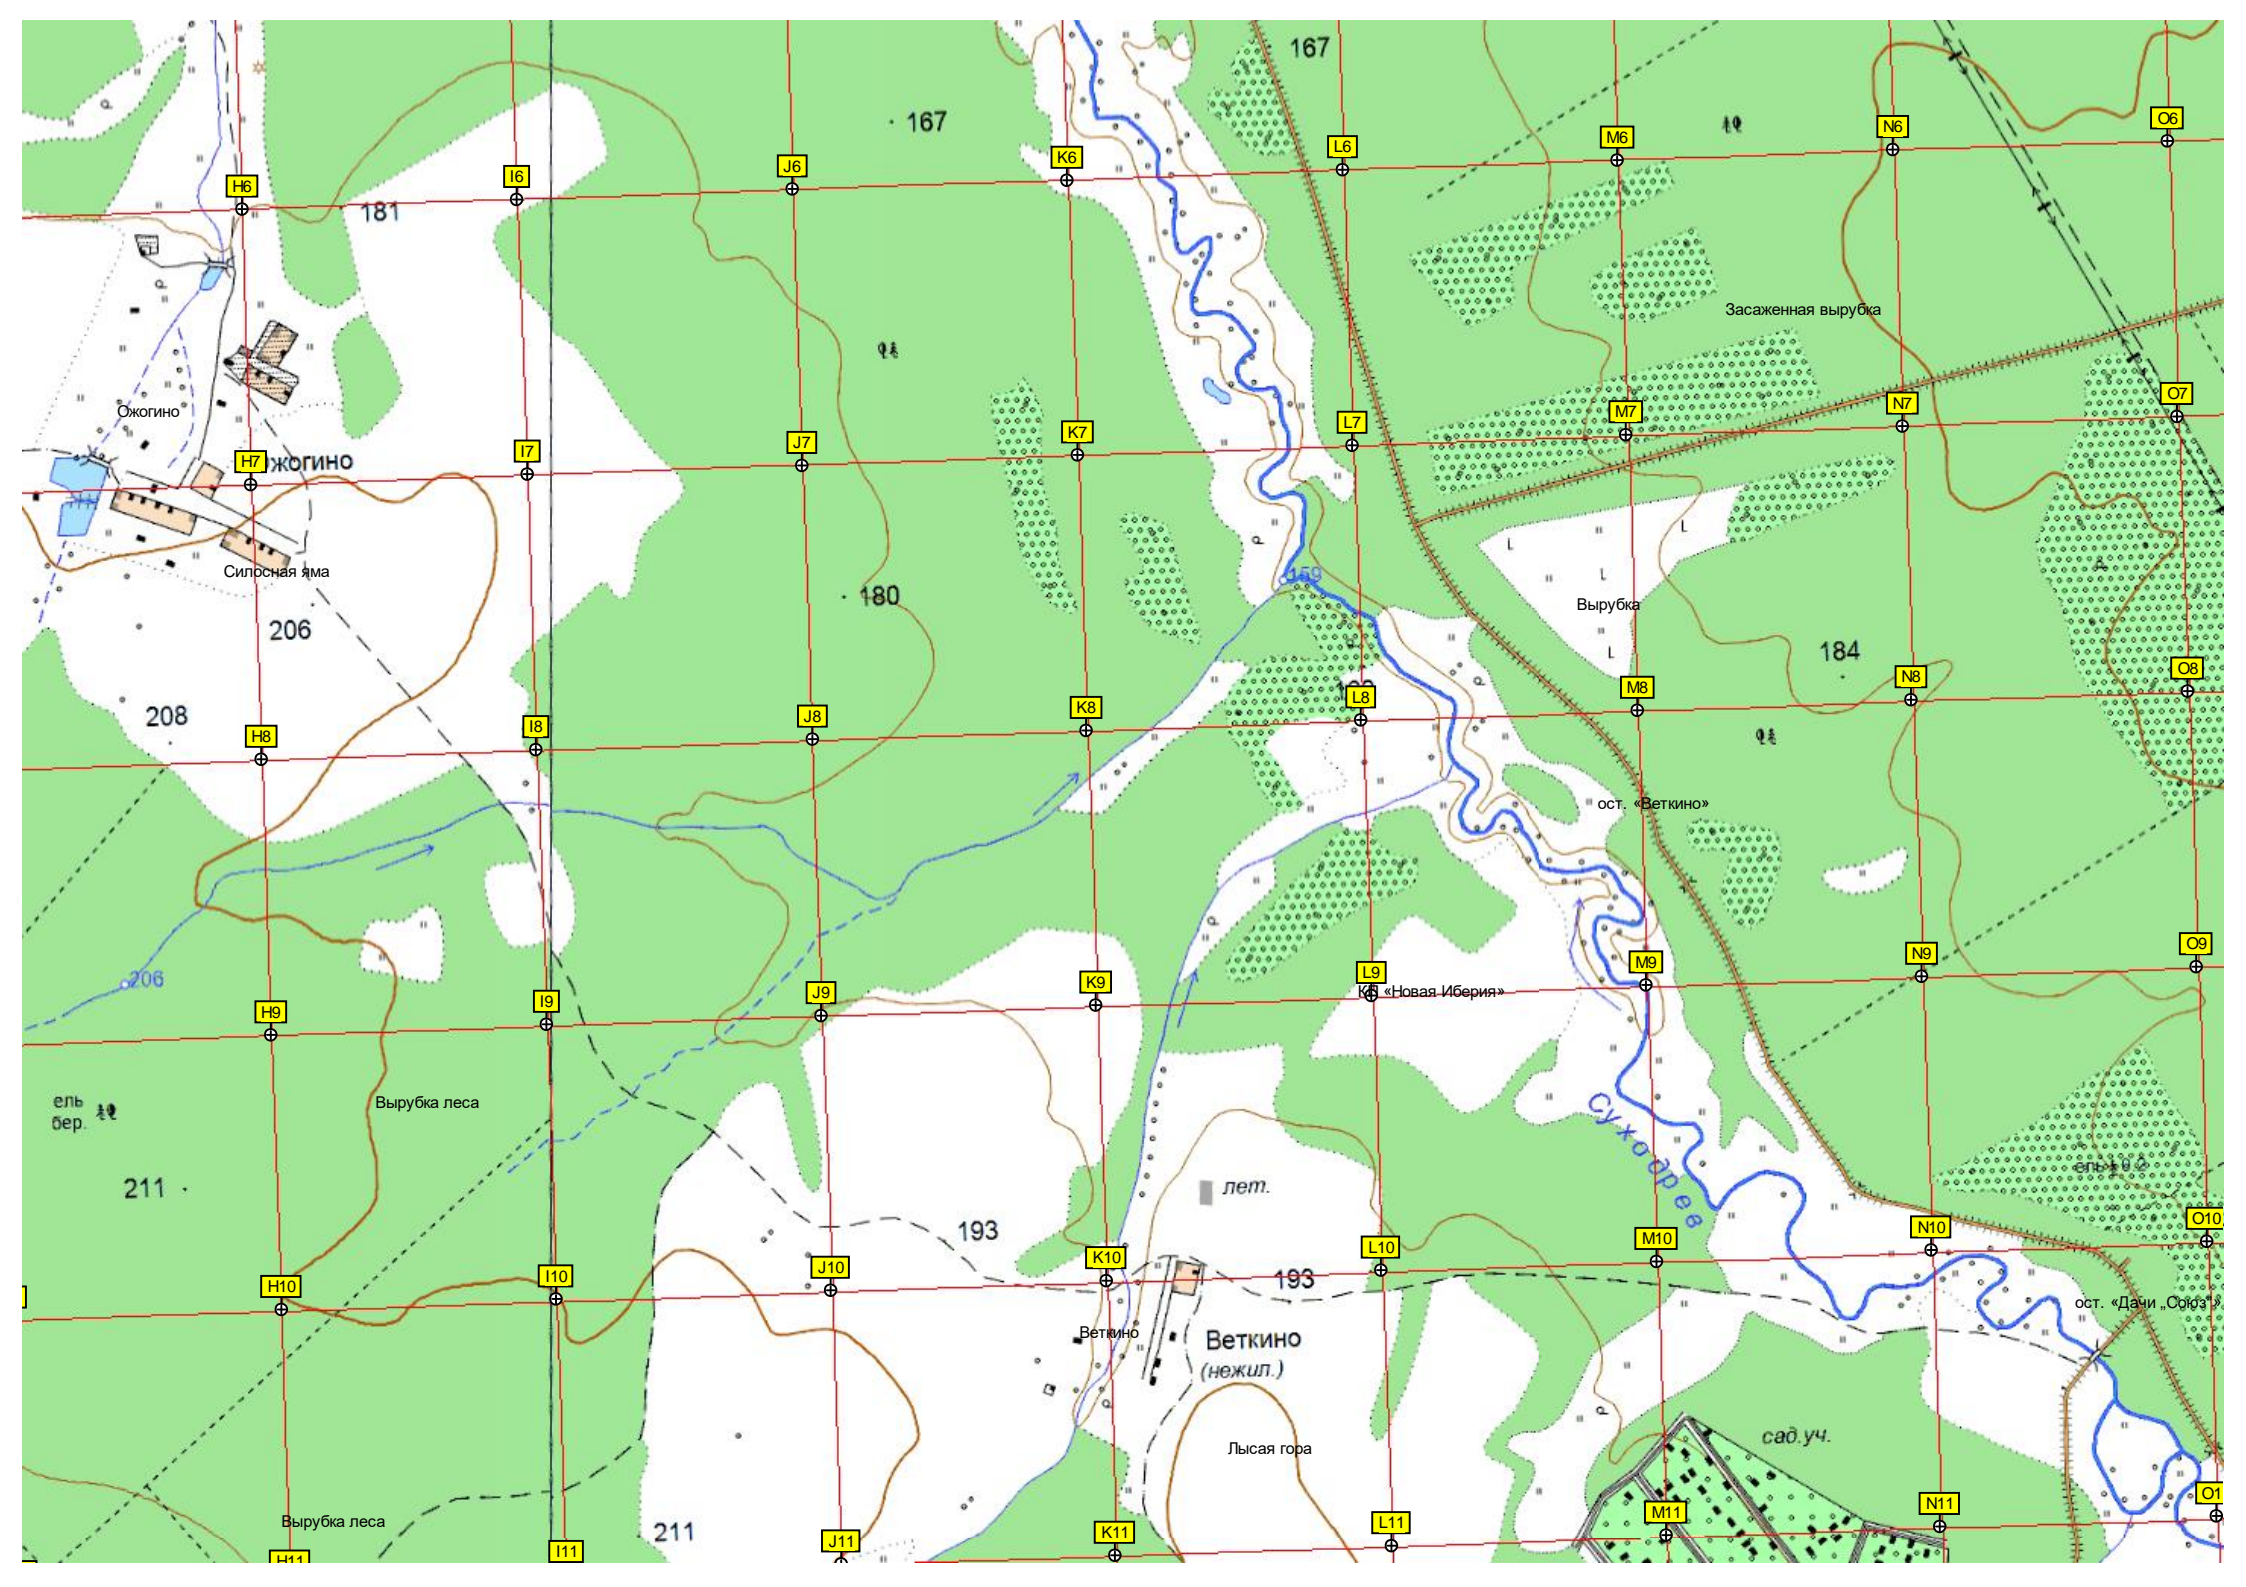 167
167
O6
N6
M6
L6
K6
J6
I6
H6
181
Засаженная вырубка
O7
N7
M7
L7
K7
J7
I7
Ожогино
H7
159
Силосная яма
180
Вырубка
206
184
208
O8
N8
M8
L8
K8
J8
I8
H8
ост. «Веткино»
O9
N9
M9
L9
«Новая Иберия»
206
K9
J9
I9
H9
ель
бер.
Вырубка леса
Суходрев
211
лет.
193
O10
N10
M10
L10
K10
J10
I10
H10
193
ост. «Дачи „Союз“»
Веткино
Веткино
(нежил.)
Лысая гора
сад.уч.
O1
N11
M11
L11
K11
J11
I11
H11
Вырубка леса
211